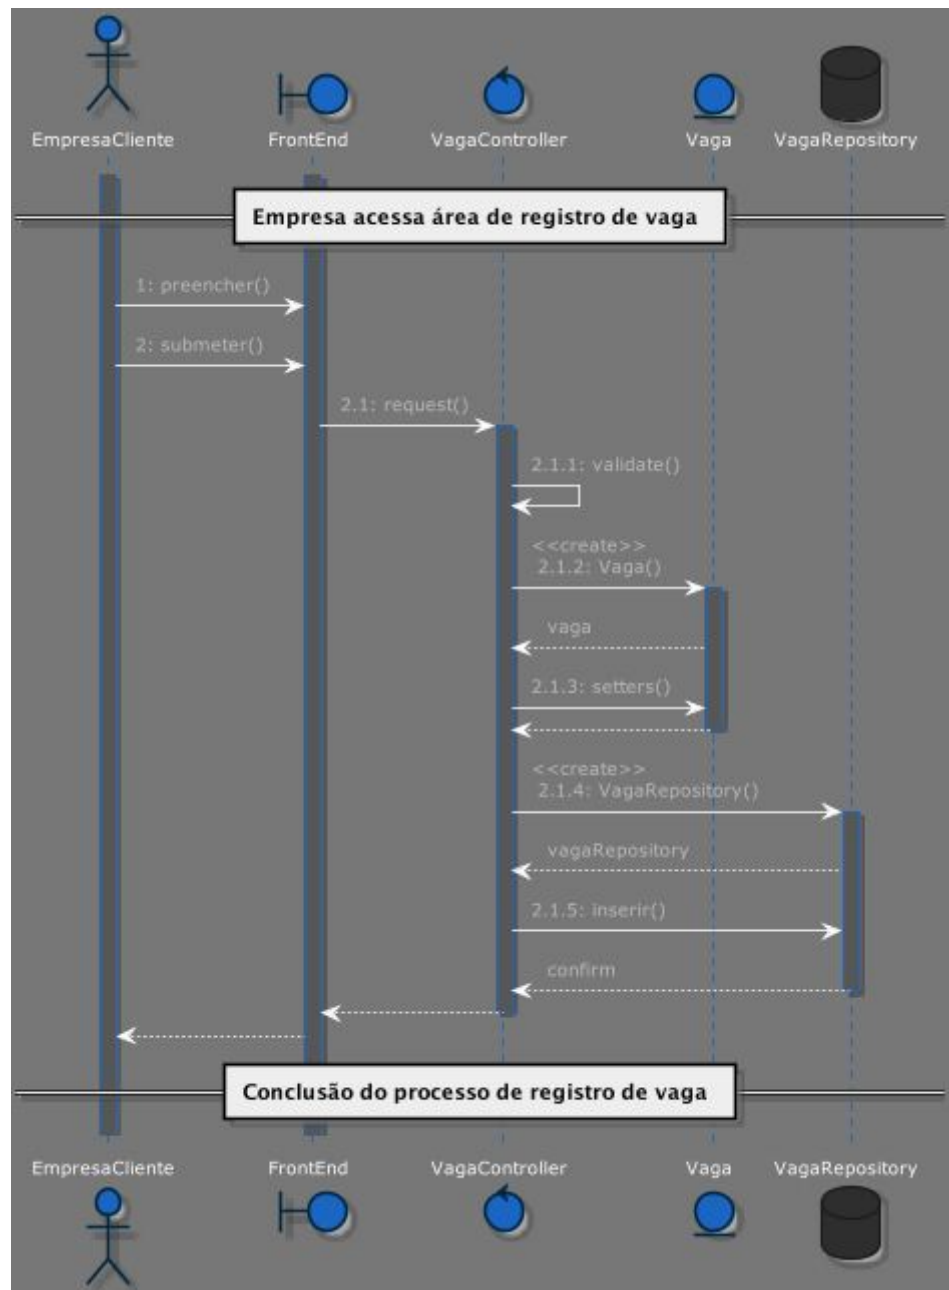 EmpresaCliente FrontEnd VagaController Vaga VagaRepository
Empresa acessa área de registro de vaga
1: preencher()
2: submeter()
2.1: request()
2.1.1: validate()
<<create>>
2.1.2: Vaga()
vaga
2.1.3: setters()
<<create>>
2.1.4: VagaRepository()
vagaRepository
2.1.5: inserir()
confirm
Conclusão do processo de registro de vaga
EmpresaCliente FrontEnd VagaController Vaga VagaRepository